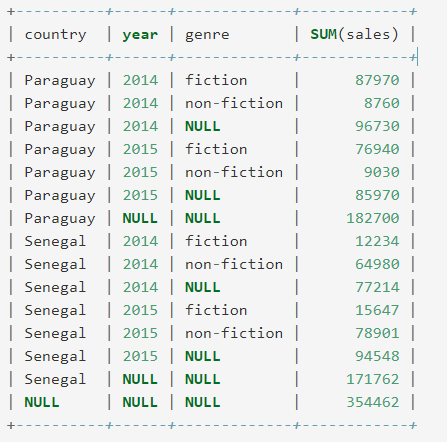 +----------+------+-------------+------------+
| country  | year | genre       | SUM(sales) |
+----------+------+-------------+------------+
| Paraguay | 2014 | fiction     |      87970 |
| Paraguay | 2014 | non-fiction |       8760 |
| Paraguay | 2014 | NULL        |      96730 |
| Paraguay | 2015 | fiction     |      76940 |
| Paraguay | 2015 | non-fiction |       9030 |
| Paraguay | 2015 | NULL        |      85970 |
| Paraguay | NULL | NULL        |     182700 |
| Senegal  | 2014 | fiction     |      12234 |
| Senegal  | 2014 | non-fiction |      64980 |
| Senegal  | 2014 | NULL        |      77214 |
| Senegal  | 2015 | fiction     |      15647 |
| Senegal  | 2015 | non-fiction |      78901 |
| Senegal  | 2015 | NULL        |      94548 |
| Senegal  | NULL | NULL        |     171762 |
| NULL     | NULL | NULL        |     354462 |
+----------+------+-------------+------------+